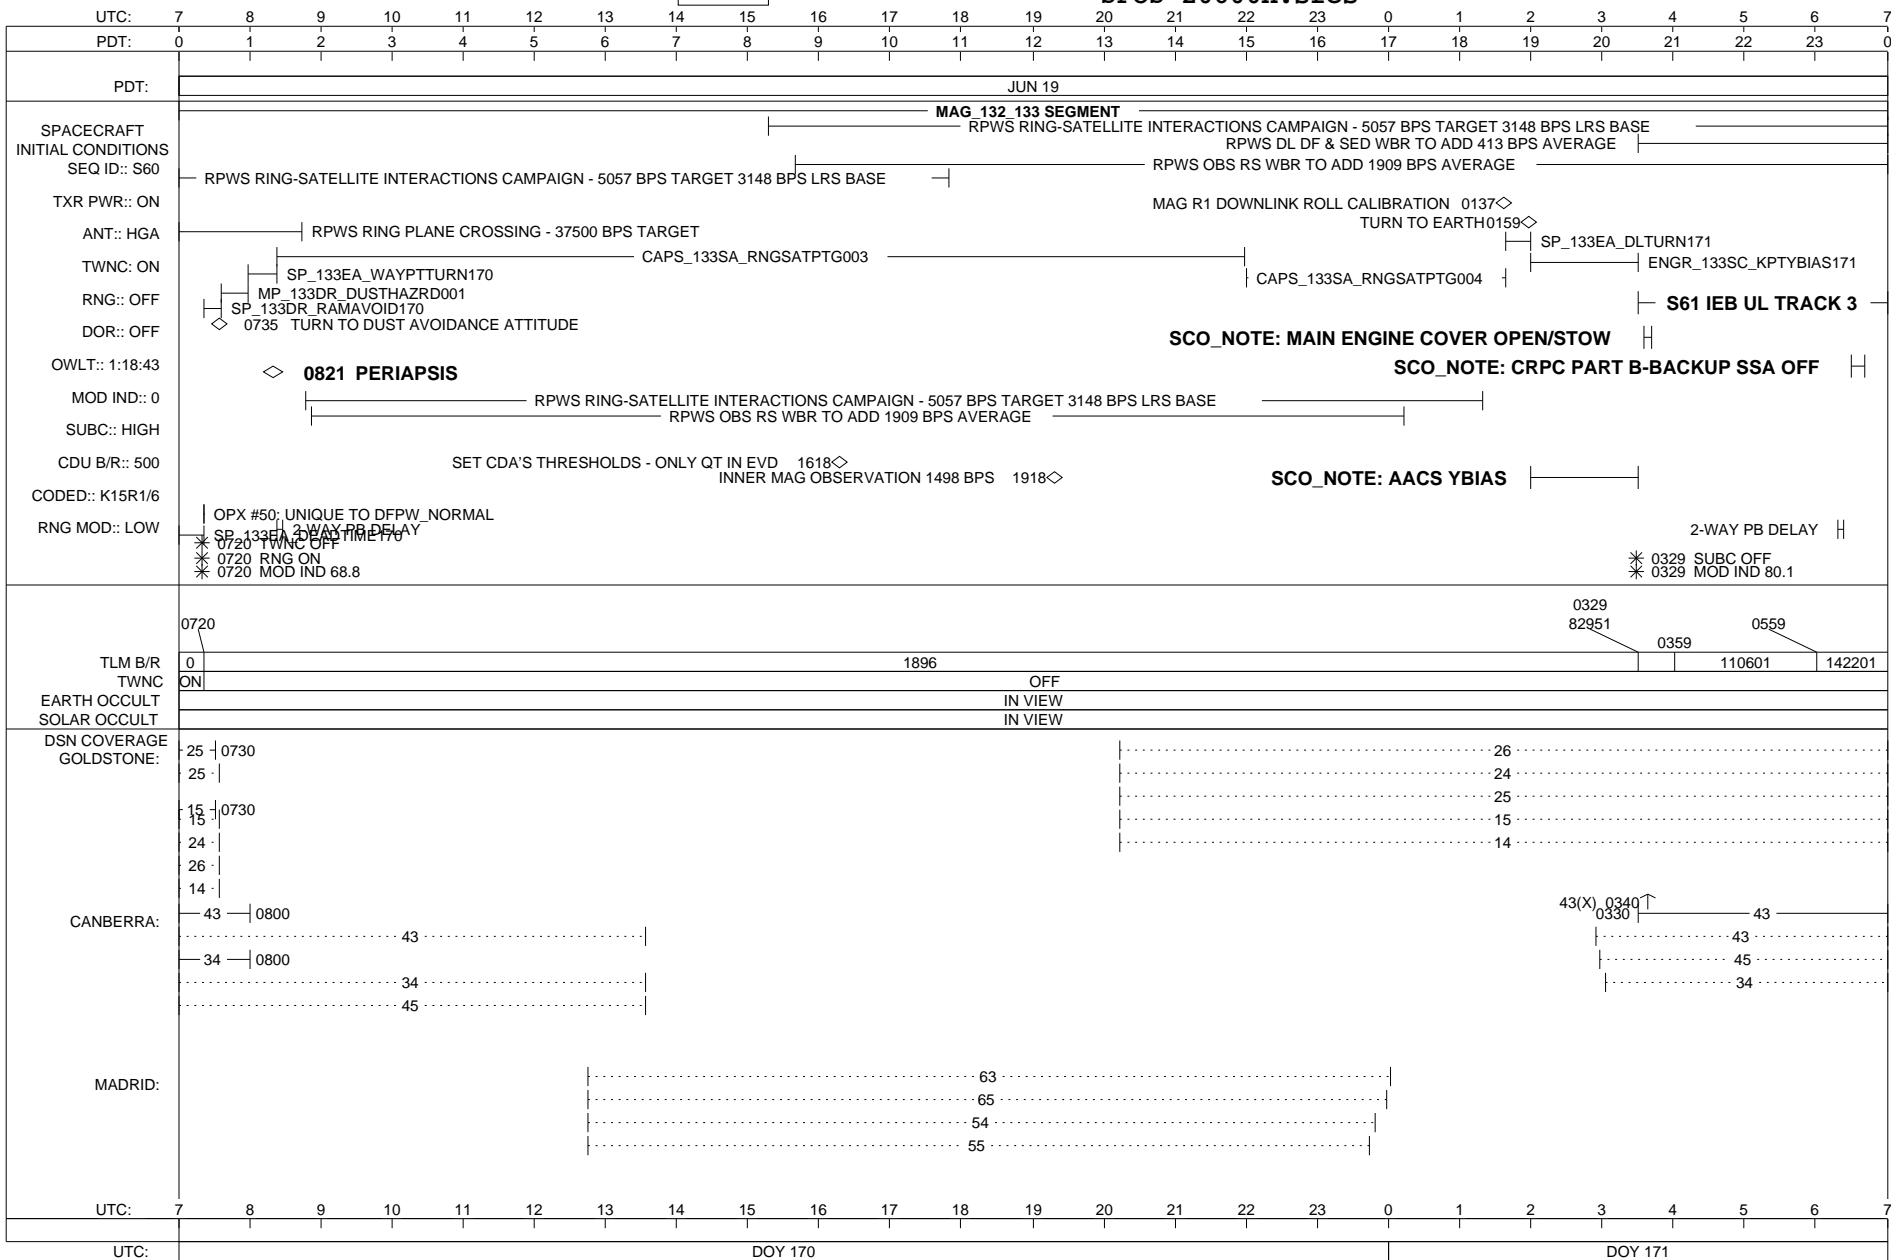 UTC: 7 8 9 10 11 12 13 14 15 16 17 18 19 20 21 22 23 0 1 2 3 4 5 6 7
PDT: 0 1 2 3 4 5 6 7 8 9 10 11 12 13 14 15 16 17 18 19 20 21 22 23 0
PDT: JUN 19
MAG_132_133 SEGMENT
SPACECRAFT
INITIAL CONDITIONS
RPWS RING-SATELLITE INTERACTIONS CAMPAIGN - 5057 BPS TARGET 3148 BPS LRS BASE
RPWS DL DF & SED WBR TO ADD 413 BPS AVERAGE
SEQ ID:: S60
RPWS OBS RS WBR TO ADD 1909 BPS AVERAGE
RPWS RING-SATELLITE INTERACTIONS CAMPAIGN - 5057 BPS TARGET 3148 BPS LRS BASE
TXR PWR:: ON
MAG R1 DOWNLINK ROLL CALIBRATION 0137
TURN TO EARTH 0159
ANT:: HGA
RPWS RING PLANE CROSSING - 37500 BPS TARGET
SP_133EA_DLTURN171
CAPS_133SA_RNGSATPTG003
ENGR_133SC_KPTYBIAS171
TWNC: ON
SP_133EA_WAYPTTURN170
CAPS_133SA_RNGSATPTG004
MP_133DR_DUSTHAZRD001
RNG:: OFF
SP_133DR_RAMAVOID170
S61 IEB UL TRACK 3
0735 TURN TO DUST AVOIDANCE ATTITUDE
DOR:: OFF
SCO_NOTE: MAIN ENGINE COVER OPEN/STOW
OWLT:: 1:18:43
0821 PERIAPSIS
SCO_NOTE: CRPC PART B-BACKUP SSA OFF
MOD IND:: 0
RPWS RING-SATELLITE INTERACTIONS CAMPAIGN - 5057 BPS TARGET 3148 BPS LRS BASE
RPWS OBS RS WBR TO ADD 1909 BPS AVERAGE
SUBC:: HIGH
CDU B/R:: 500
SET CDA'S THRESHOLDS - ONLY QT IN EVD 1618
INNER MAG OBSERVATION 1498 BPS 1918
SCO_NOTE: AACS YBIAS
CODED:: K15R1/6
OPX #50: UNIQUE TO DFPW_NORMAL
RNG MOD:: LOW
2-WAY PB DELAY
SP_133EA_DEADTIME170
2-WAY PB DELAY
0720 TWNC OFF
0720 RNG ON
0329 SUBC OFF
0720 MOD IND 68.8
0329 MOD IND 80.1
0329
0720 82951 0559
0359
TLM B/R 0 1896 110601 142201
TWNC ON OFF
EARTH OCCULT IN VIEW
SOLAR OCCULT IN VIEW
DSN COVERAGE
GOLDSTONE:
25 0730 26
25 24
25
15 0730
15 15
24 14
26
14
CANBERRA:
43 0800 43(X) 0340
0330 43
43 43
34 0800 45
34 34
45
MADRID:
63
65
54
55
UTC: 7 8 9 10 11 12 13 14 15 16 17 18 19 20 21 22 23 0 1 2 3 4 5 6 7
UTC: DOY 170 DOY 171